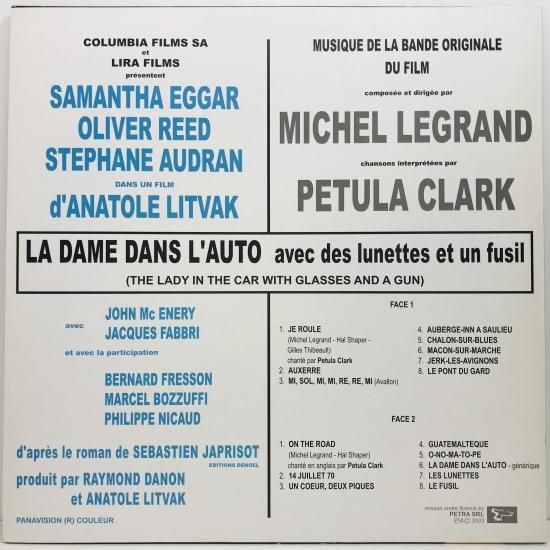 COLUMBIA FILMS SA
et
LIRA FILMS
présentent
SAMANTHA EGGAR
OLIVER REED
STEPHANE AUDRAN
DANS UN FILM
d'ANATOLE LITVAK
MUSIQUE DE LA BANDE ORIGINALE
DU FILM
composée et dirigée par
MICHEL LEGRAND
chansons interprétées par
PETULA CLARK
LA DAME DANS L'AUTO avec des lunettes et un fusil
(THE LADY IN THE CAR WITH GLASSES AND A GUN)
avec
JOHN Mc ENERY
JACQUES FABBRI
et avec la participation
BERNARD FRESSON
MARCEL BOZZUFFI
PHILIPPE NICAUD
d'après le roman de SEBASTIEN JAPRISOT
EDITIONS DENOEL
produit par RAYMOND DANON
et ANATOLE LITVAK
PANAVISION (R) COULEUR
FACE 1
1. JE ROULE
(Michel Legrand - Hal Shaper -
Gilles Thibeault)
chanté par Petula Clark
2. AUXERRE
3. MI, SOL, MI, MI, RE, RE, MI (Avallon)
4. AUBERGE-INN A SAULIEU
5. CHALON-SUR-BLUES
6. MACON-SUR-MARCHE
7. JERK-LES-AVIGNONS
8. LE PONT DU GARD
FACE 2
1. ON THE ROAD
(Michel Legrand - Hal Shaper)
chanté en anglais par Petula Clark
2. 14 JUILLET 70
3. UN COEUR, DEUX PIQUES
4. GUATEMALTEQUE
5. O-NO-MA-TO-PE
6. LA DAME DANS L'AUTO - générique
7. LES LUNETTES
8. LE FUSIL
reissue under licence by
PETRA SRL
℗ © 2003